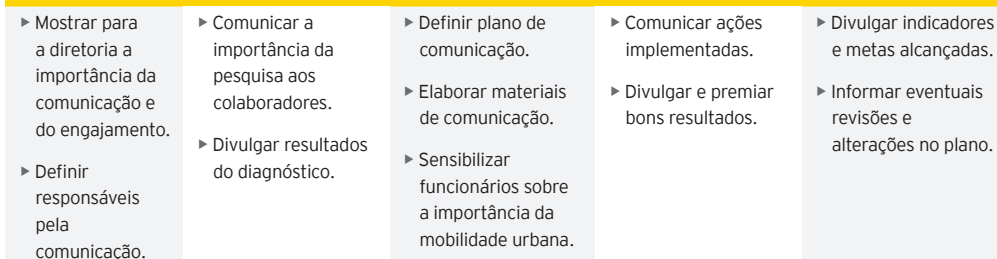 ▶ Mostrar para
a diretoria a
importância da
comunicação e
do engajamento.
▶ Definir
responsáveis
pela
comunicação.
▶ Comunicar a
importância da
pesquisa aos
colaboradores.
▶ Divulgar resultados
do diagnóstico.
▶ Definir plano de
comunicação.
▶ Elaborar materiais
de comunicação.
▶ Sensibilizar
funcionários sobre
a importância da
mobilidade urbana.
▶ Comunicar ações
implementadas.
▶ Divulgar e premiar
bons resultados.
▶ Divulgar indicadores
e metas alcançadas.
▶ Informar eventuais
revisões e
alterações no plano.